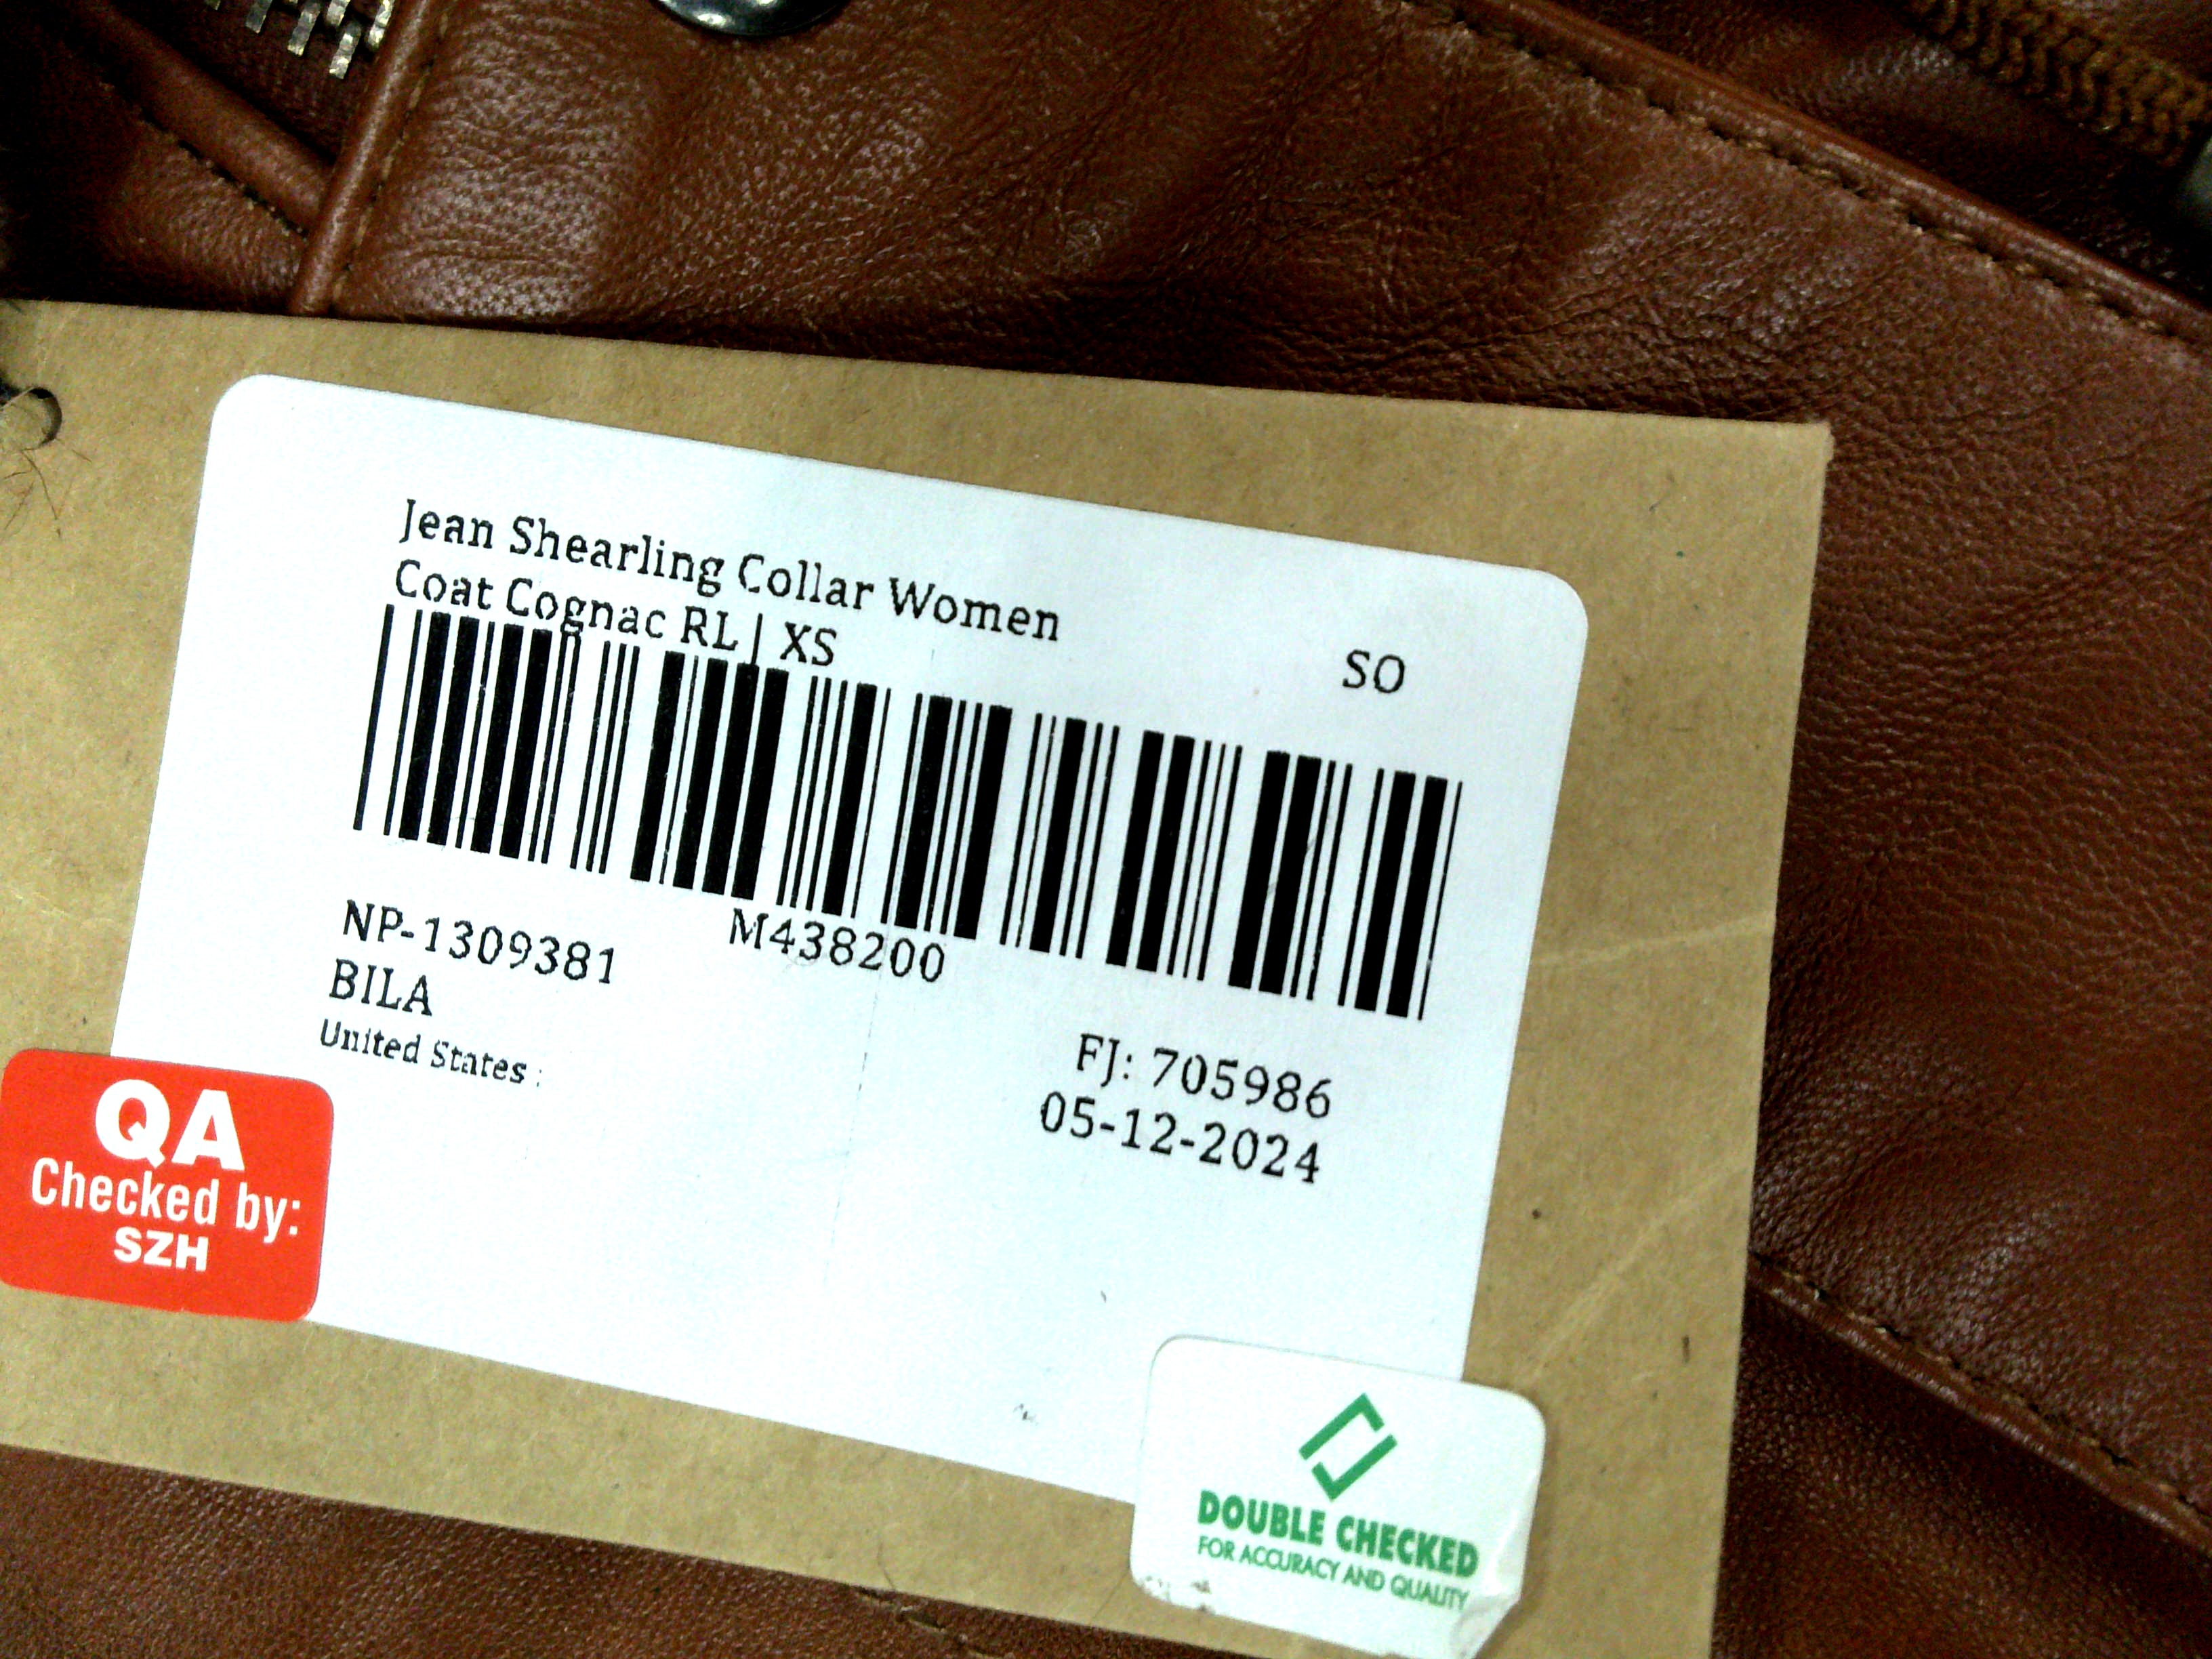 Jean Shearling Collar Women
Coat Cognac RL | XS
SO
NP-1309381
M438200
BILA
United States :
FJ: 705986
05-12-2024
QA
Checked by:
SZH
DOUBLE CHECKED
FOR ACCURACY AND QUALITY